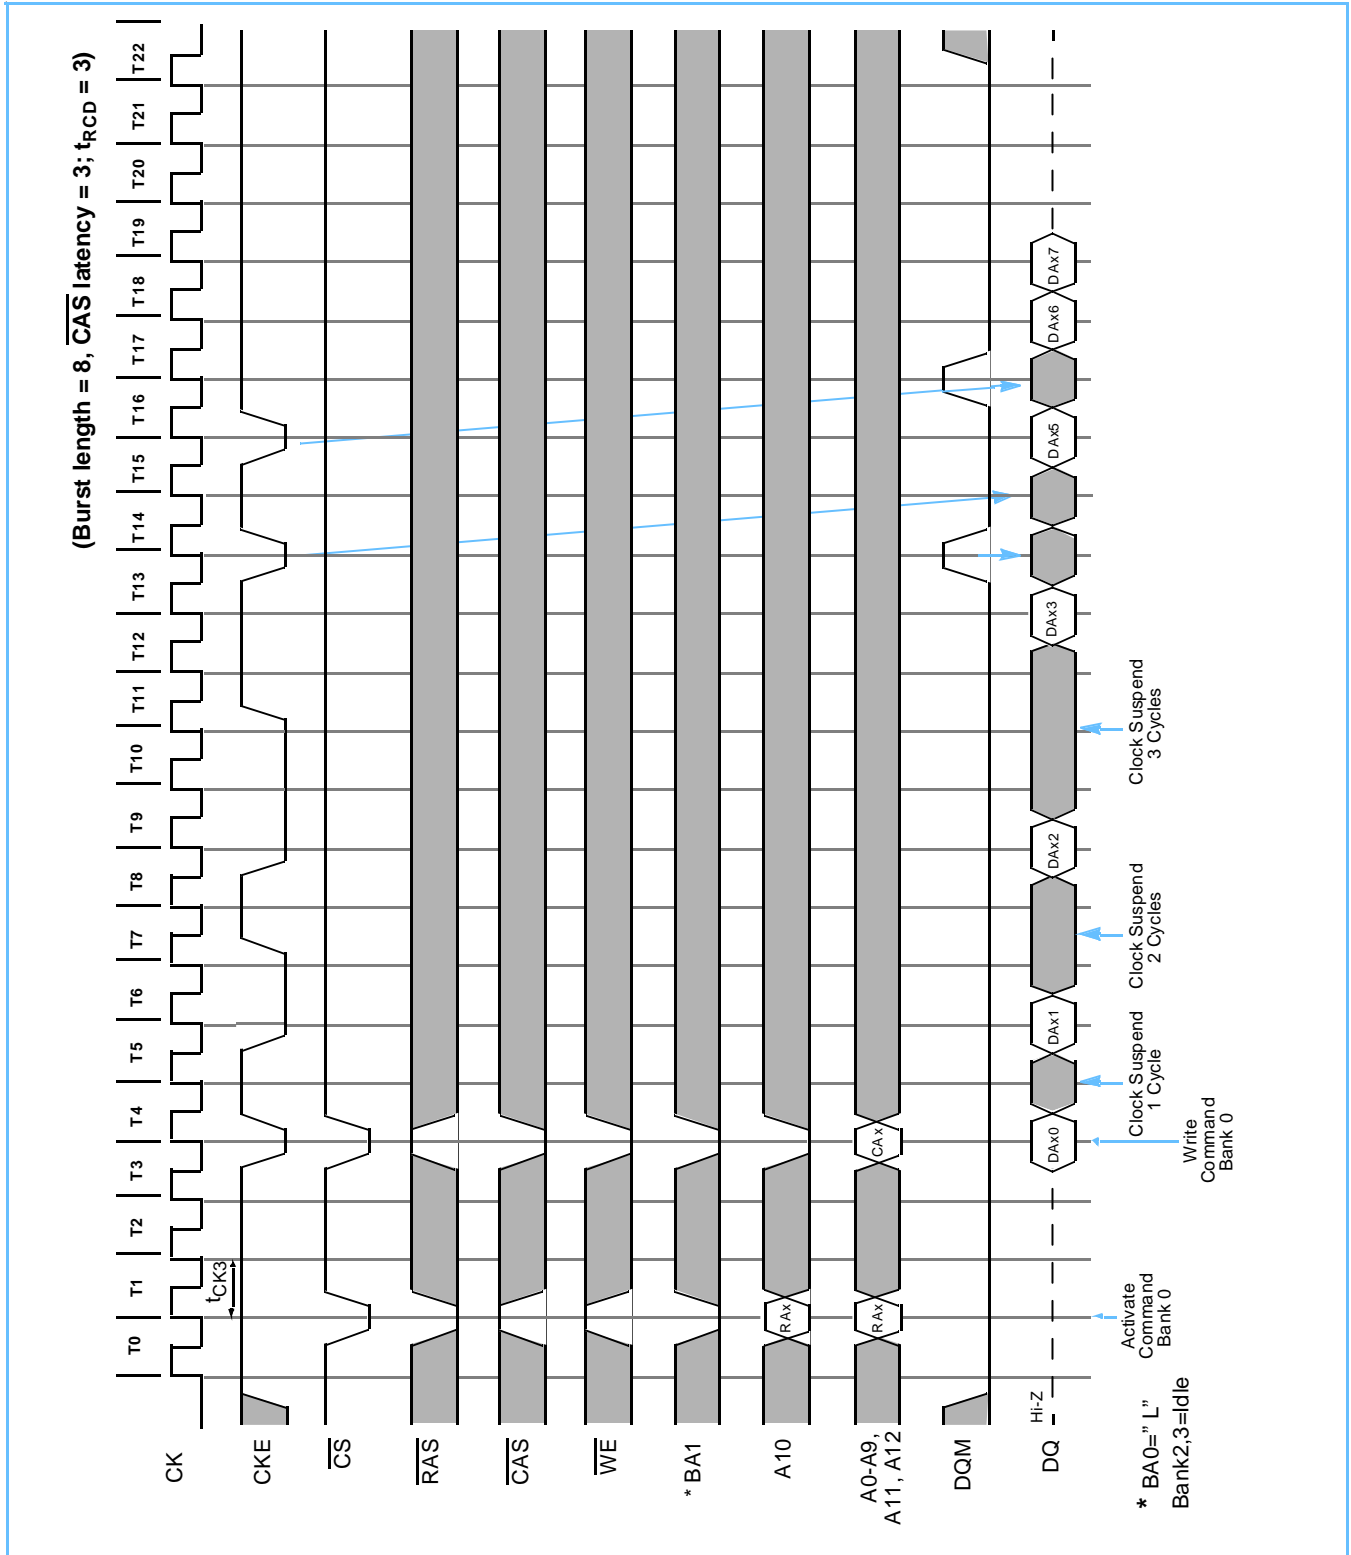 (Burst length = 8, CAS latency = 3; tRCD = 3)
T0 T1 T2 T3 T4 T5 T6 T7 T8 T9 T10 T11 T12 T13 T14 T15 T16 T17 T18 T19 T20 T21 T22
CK
tCK3
CKE
CS
RAS
CAS
WE
* BA1
A10
RAx
A0-A9,
A11, A12
RAx CAx
DQM
DQ
Hi-Z
DAx0 DAx1 DAx2 DAx3 DAx5 DAx6 DAx7
Activate
Command
Bank 0
Write
Command
Bank 0
Clock Suspend
1 Cycle
Clock Suspend
2 Cycles
Clock Suspend
3 Cycles
* BA0=" L"
Bank2,3=Idle